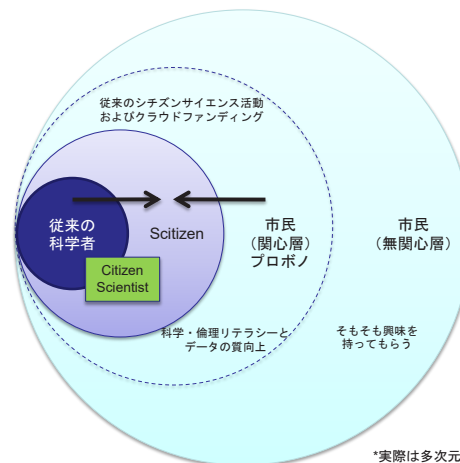 従来のシチズンサイエンス活動
およびクラウドファンディング
従来の
科学者
Scitizen
市民
（関心層）
プロボノ
市民
（無関心層）
Citizen
Scientist
科学・倫理リテラシーと
データの質向上
そもそも興味を
持ってもらう
*実際は多次元